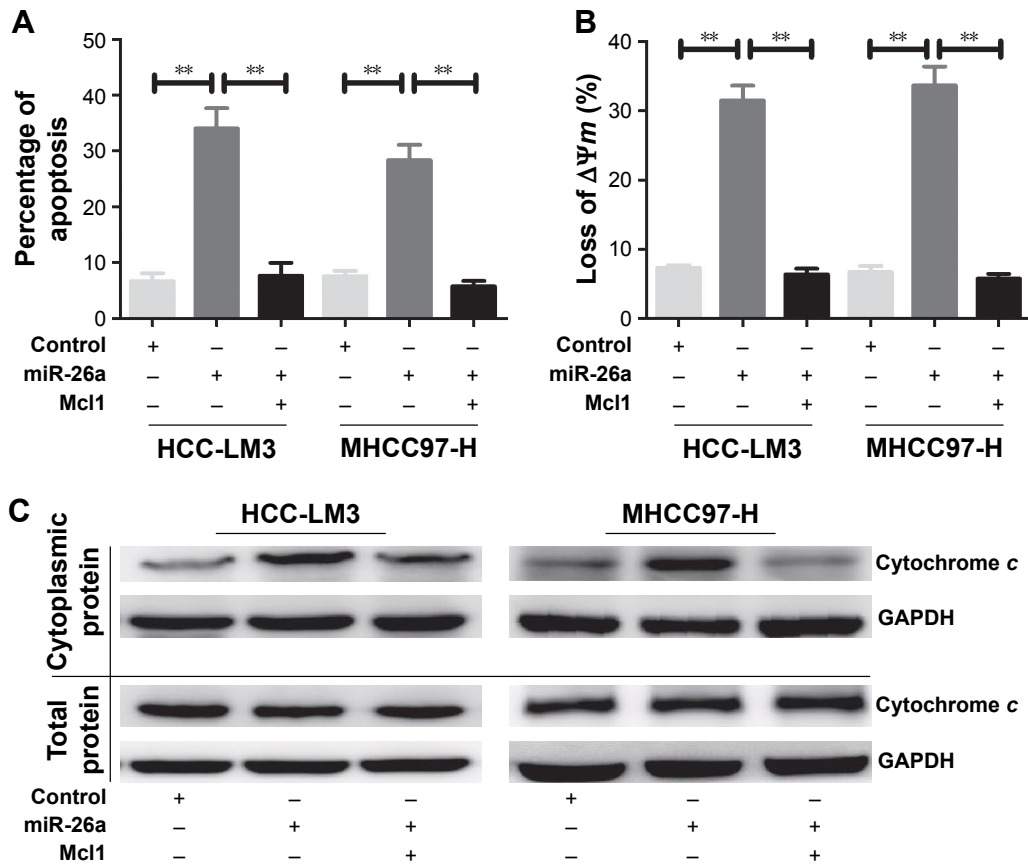 A
Percentage of
apoptosis
50
40
30
20
10
0
** ** ** **
Control + – – + – –
miR-26a – + + – + +
Mcl1 – – + – – +
HCC-LM3 MHCC97-H
B
Loss of ΔΨm (%)
40
30
20
10
0
** ** ** **
Control + – – + – –
miR-26a – + + – + +
Mcl1 – – + – – +
HCC-LM3 MHCC97-H
C
HCC-LM3 MHCC97-H
Cytoplasmic
protein
Cytochrome c
GAPDH
Total
protein
Cytochrome c
GAPDH
Control + – – + – –
miR-26a – + + – + +
Mcl1 – – + – – +